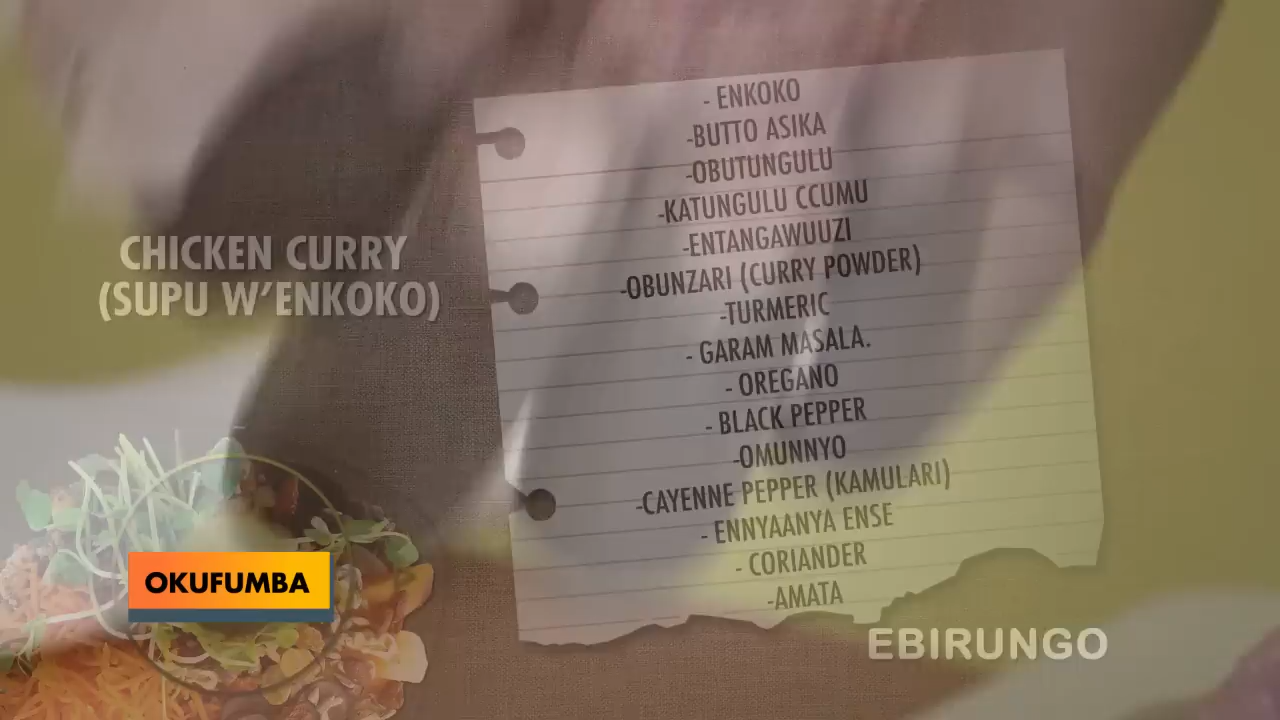 CHICKEN CURRY
(SUPU W'ENKOKO)
- ENKOKO
-BUTTO ASIKA
-OBUTUNGULU
-KATUNGULU CCUMU
-ENTANGAWUUZI
-OBUNZARI (CURRY POWDER)
-TURMERIC
- GARAM MASALA.
- OREGANO
- BLACK PEPPER
-OMUNNYO
-CAYENNE PEPPER (KAMULARI)
- ENNYAANYA ENSE
- CORIANDER
-AMATA
OKUFUMBA
EBIRUNGO